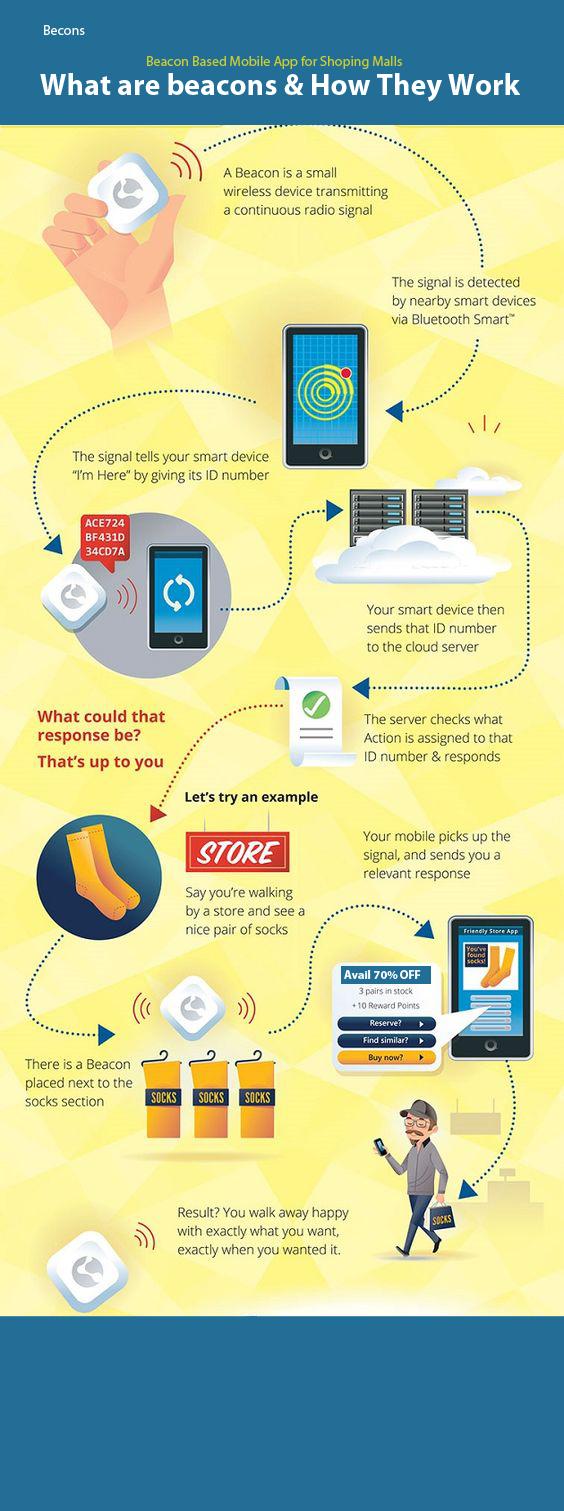 Becons
Beacon Based Mobile App for Shoping Malls
What are beacons & How They Work
A Beacon is a small
wireless device transmitting
a continuous radio signal
The signal is detected
by nearby smart devices
via Bluetooth Smart™
The signal tells your smart device
“I’m Here” by giving its ID number
ACE724
BF431D
34CD7A
Your smart device then
sends that ID number
to the cloud server
The server checks what
Action is assigned to that
ID number & responds
What could that
response be?
That’s up to you
Let’s try an example
STORE
Say you’re walking
by a store and see a
nice pair of socks
Your mobile picks up the
signal, and sends you a
relevant response
Friendly Store App
You’ve
found
socks!
Avail 70% OFF
3 pairs in stock
+10 Reward Points
Reserve?
Find similar?
Buy now?
There is a Beacon
placed next to the
socks section
SOCKS
SOCKS
SOCKS
SOCKS
Result? You walk away happy
with exactly what you want,
exactly when you wanted it.